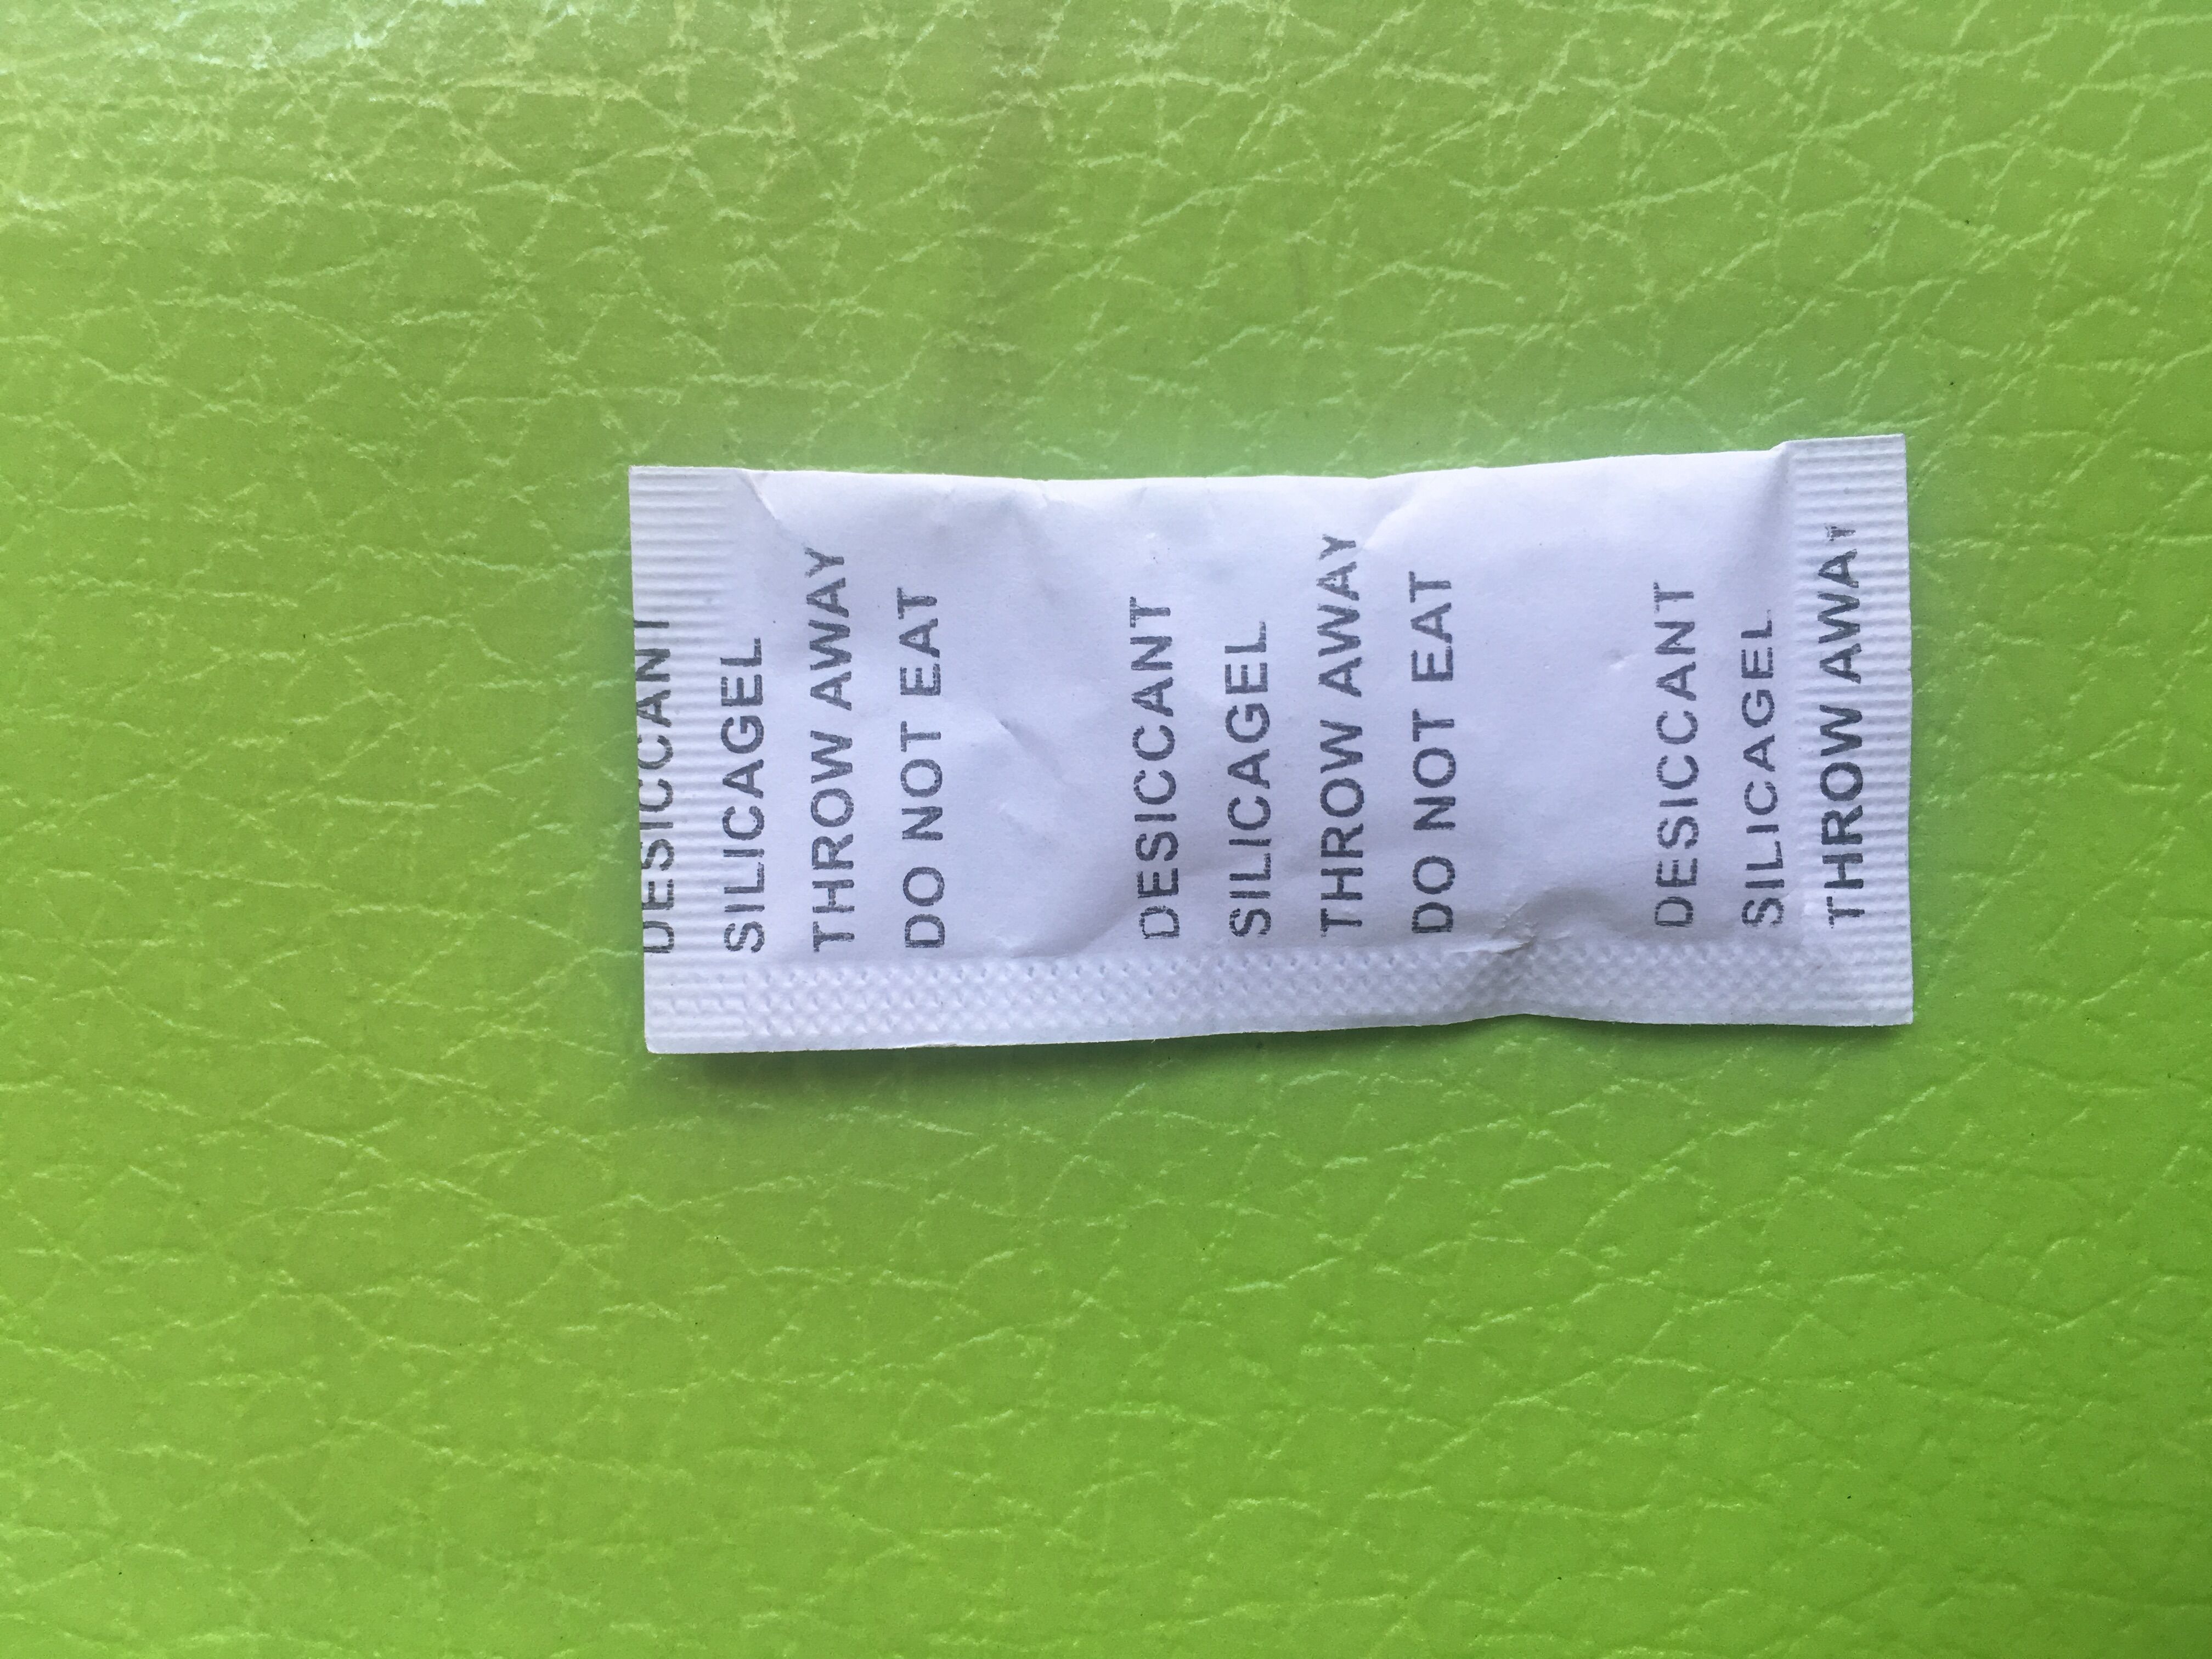 DESICCANT
SILICAGEL
THROW AWAY
DO NOT EAT
DESICCANT
SILICAGEL
THROW AWAY
DO NOT EAT
DESICCANT
SILICAGEL
THROW AWAY